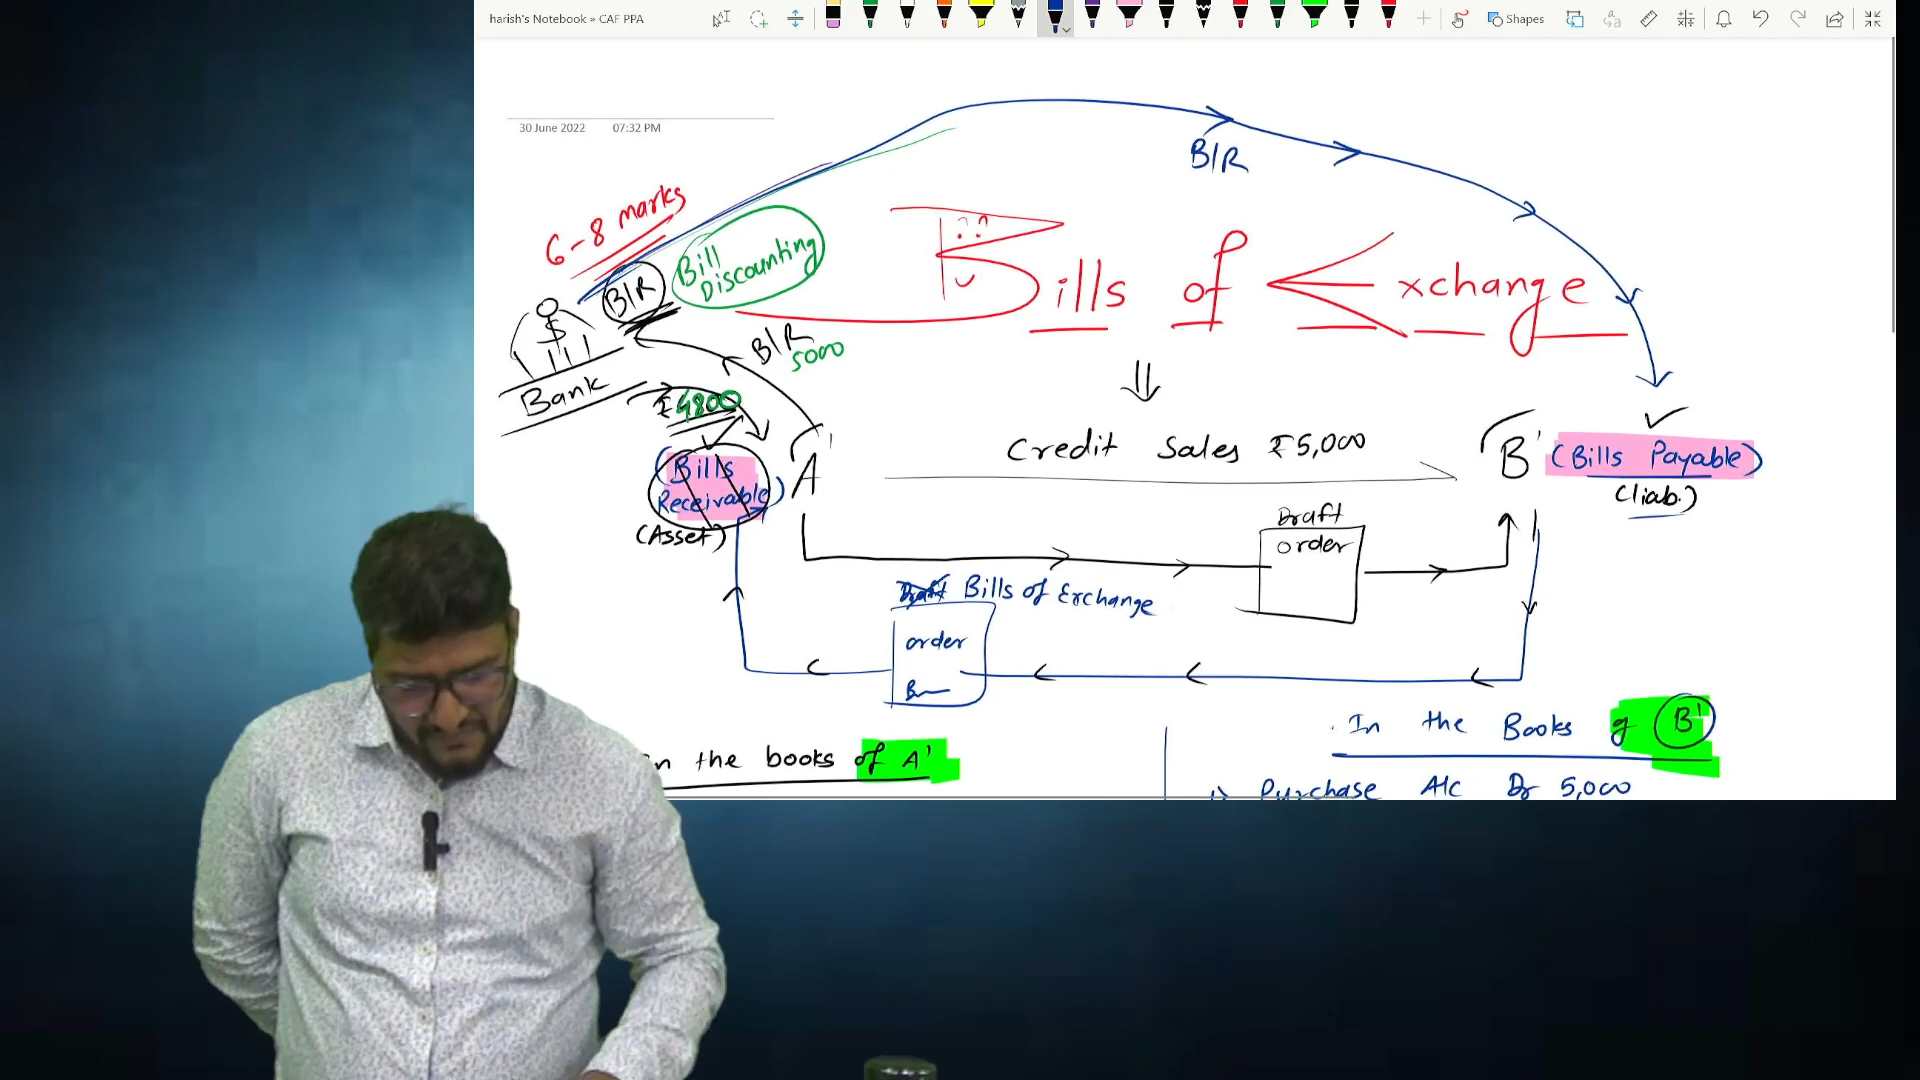 harish's Notebook » CAF PPA
Shapes
30 June 2022 07:32 PM
B/R
6-8 marks
Bills of Exchange
B/R
Bill
Discounting
B/R
5000
Bank
₹4800
Credit Sales ₹5,000
A'
B' (Bills Payable)
(liab.)
(Bills
Receivable)
(Asset)
Draft
order
Draft Bills of Exchange
order
B
In the Books of B'
n the books of A'
1) Purchase A/c Dr 5,000